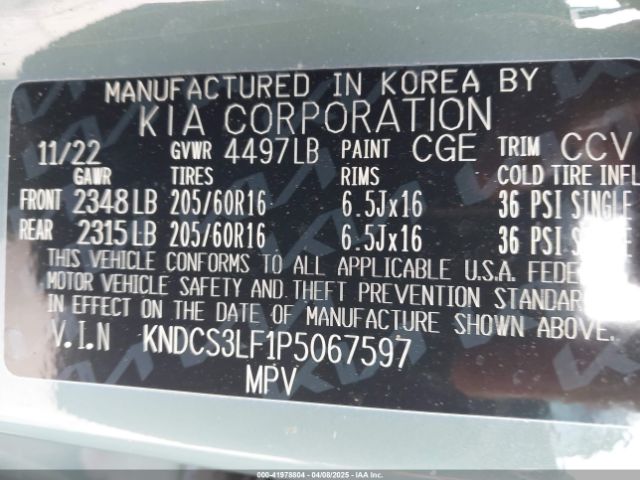 MANUFACTURED IN KOREA BY
KIA CORPORATION
11/22 GVWR 4497LB PAINT CGE TRIM CCV
GAWR TIRES RIMS COLD TIRE INFL
FRONT 2348LB 205/60R16 6.5Jx16 36 PSI SINGLE
REAR 2315LB 205/60R16 6.5Jx16 36 PSI
THIS VEHICLE CONFORMS TO ALL APPLICABLE U.S.A. FEDE
MOTOR VEHICLE SAFETY AND THEFT PREVENTION STANDAR
IN EFFECT ON THE DATE OF MANUFACTURE SHOWN ABOVE.
V.I.N KNDCS3LF1P5067597
MPV
000-41978804 - 04/08/2025 - IAAI.COM